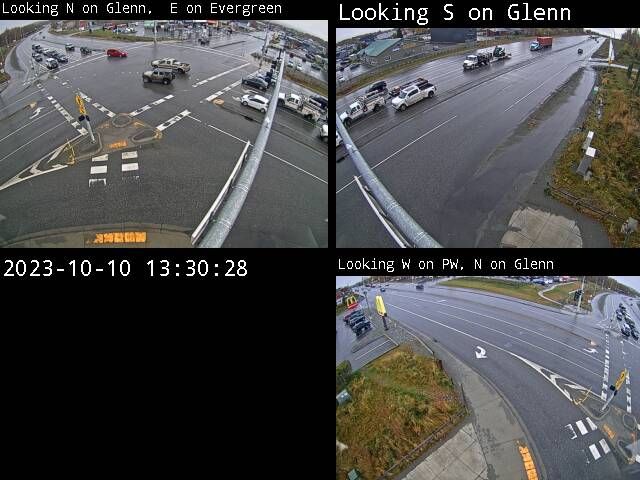 Looking N on Glenn,  E on Evergreen
Looking S on Glenn
2023-10-10 13:30:28
Looking W on PW, N on Glenn